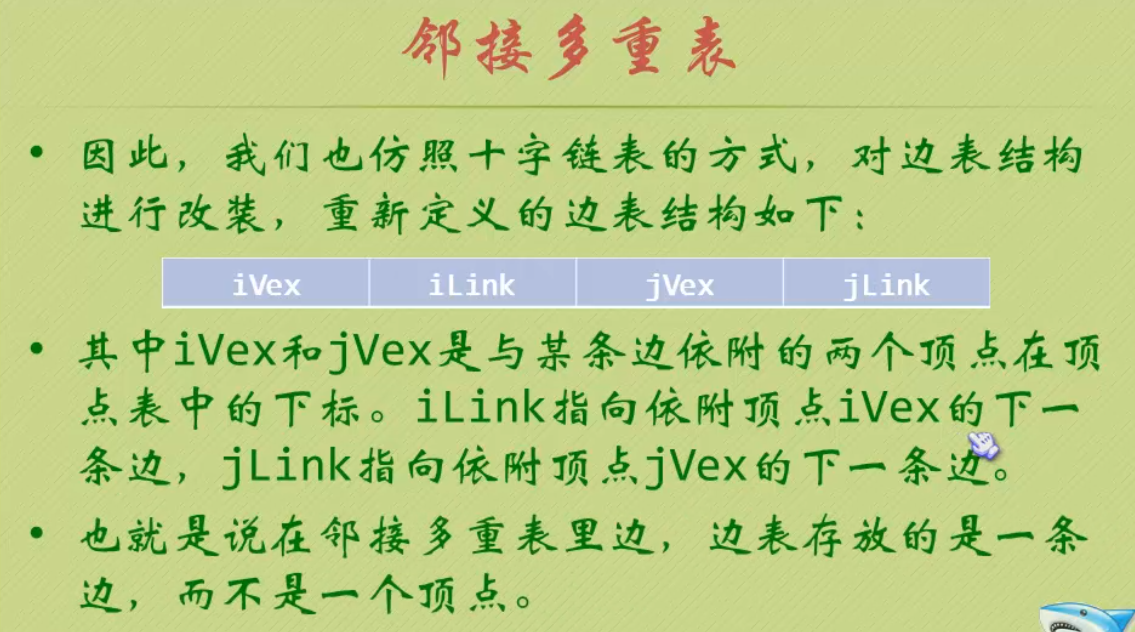 邻接多重表
• 因此，我们也仿照十字链表的方式，对边表结构
进行改装，重新定义的边表结构如下：
iVex iLink jVex jLink
• 其中iVex和jVex是与某条边依附的两个顶点在顶
点表中的下标。iLink指向依附顶点iVex的下一
条边，jLink指向依附顶点jVex的下一条边。
• 也就是说在邻接多重表里边，边表存放的是一条
边，而不是一个顶点。